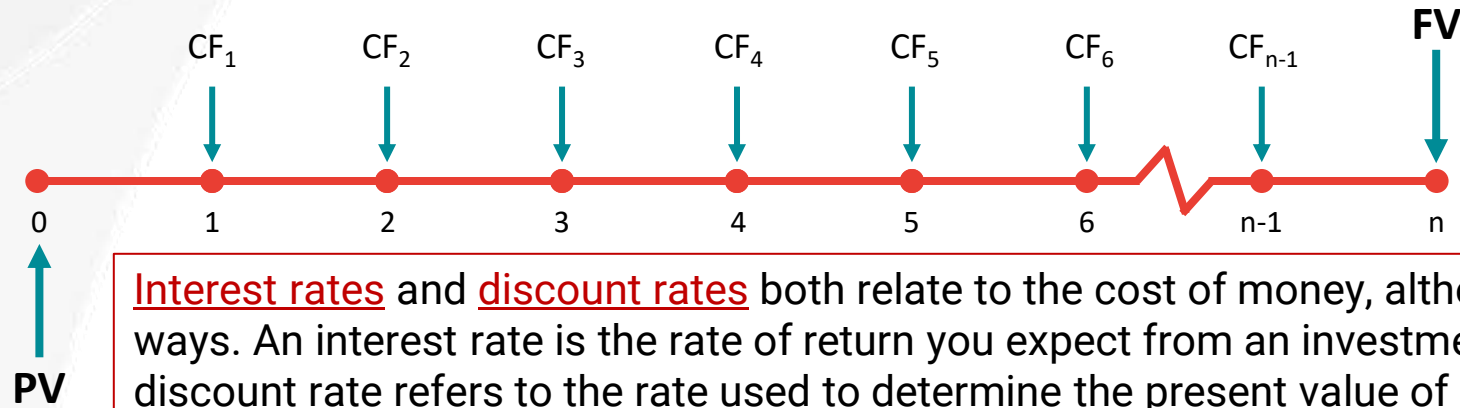 FV
CF₁ CF₂ CF₃ CF₄ CF₅ CF₆ CFₙ₋₁
0 1 2 3 4 5 6 n-1 n
PV
Interest rates and discount rates both relate to the cost of money,
ways. An interest rate is the rate of return you expect from an
discount rate refers to the rate used to determine the present value of